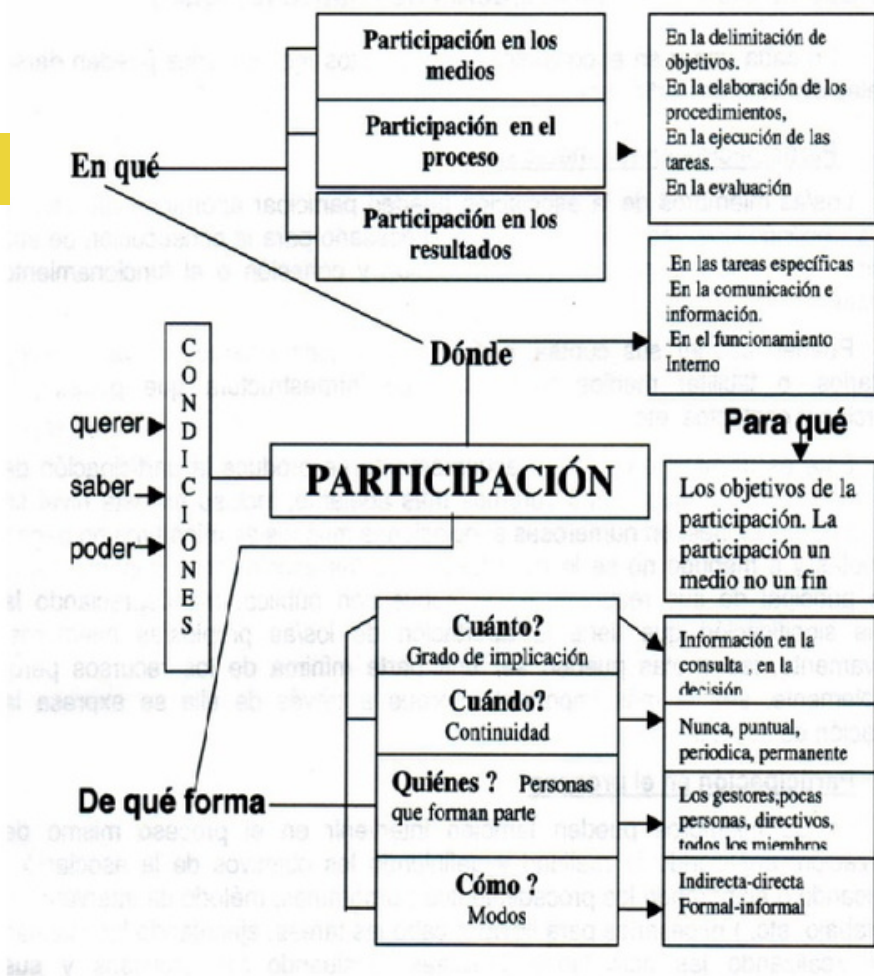 Participación en los
medios
Participación en el
proceso
Participación en los
resultados
En la delimitación de
objetivos.
En la elaboración de los
procedimientos,
En la ejecución de las
tareas.
En la evaluación
En qué
.En las tareas específicas
.En la comunicación e
información.
.En el funcionamiento
Interno
Dónde
CONDICIONES
querer
saber
poder
PARTICIPACIÓN
Para qué
Los objetivos de la
participación. La
participación un
medio no un fin
De qué forma
Cuánto?
Grado de implicación
Información en la
consulta , en la
decisión
Cuándo?
Continuidad
Nunca, puntual,
periodica, permanente
Quiénes ? Personas
que forman parte
Los gestores,pocas
personas, directivos,
todos los miembros
Cómo ?
Modos
Indirecta-directa
Formal-informal